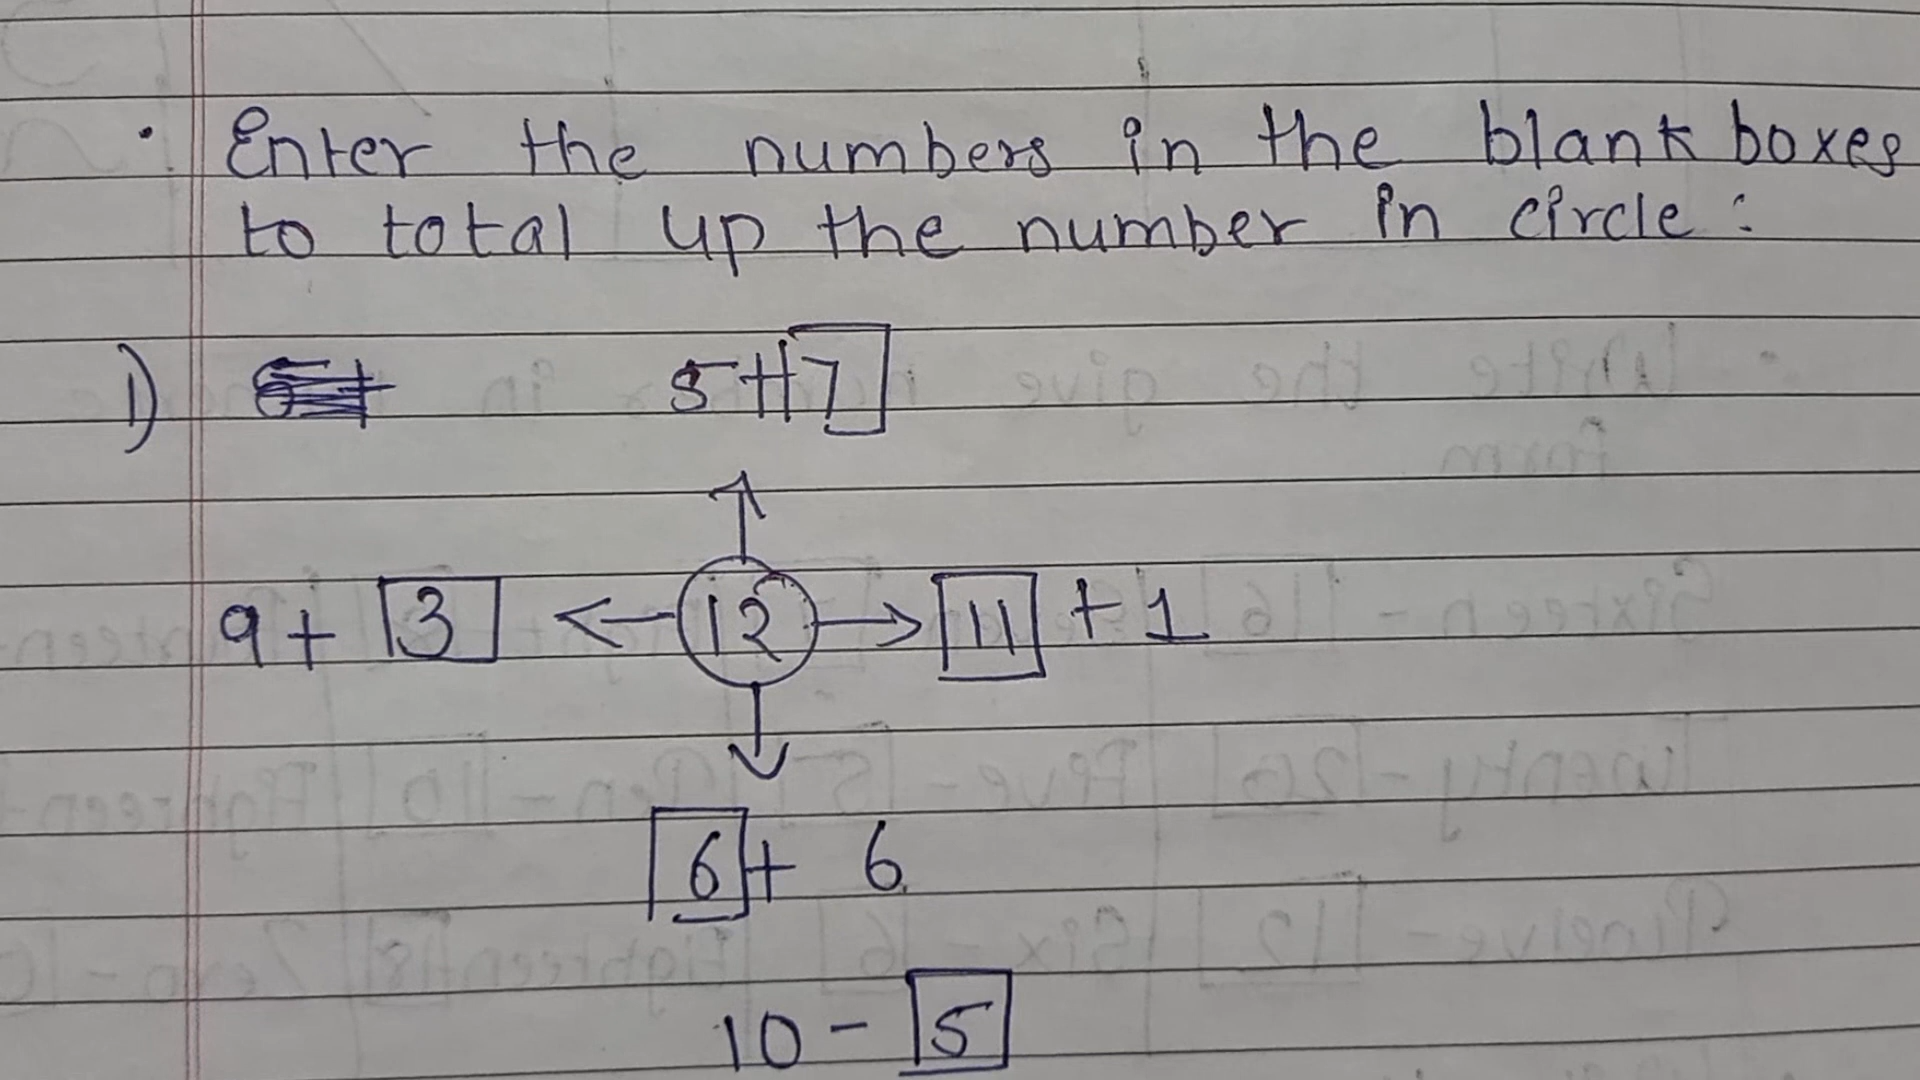 Enter the numbers in the blank boxes
to total up the number in circle :
1) 5 + 7
9 + 3 ← 12 → 11 + 1
6 + 6
10 - 5